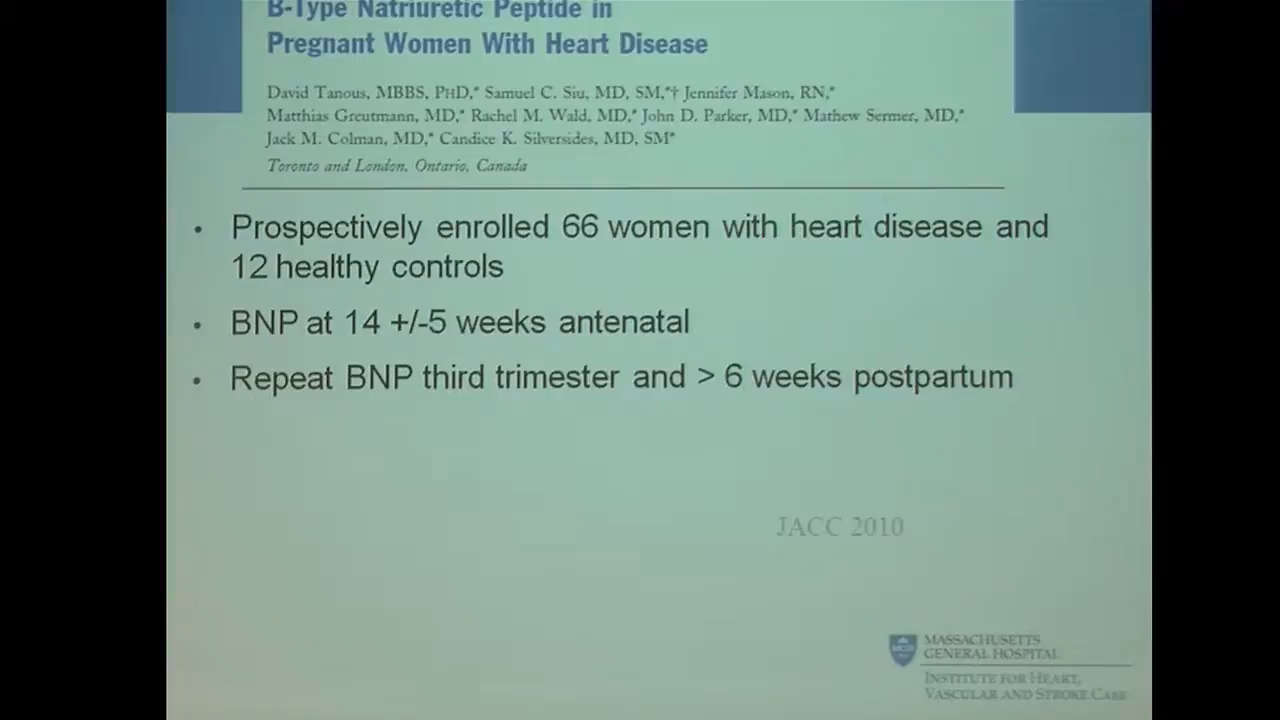 B-Type Natriuretic Peptide in
Pregnant Women With Heart Disease
David Tanous, MBBS, PHD,* Samuel C. Siu, MD, SM,*† Jennifer Mason, RN,*
Matthias Greutmann, MD,* Rachel M. Wald, MD,* John D. Parker, MD,* Mathew Sermer, MD,*
Jack M. Colman, MD,* Candice K. Silversides, MD, SM*
Toronto and London, Ontario, Canada
• Prospectively enrolled 66 women with heart disease and
12 healthy controls
• BNP at 14 +/-5 weeks antenatal
• Repeat BNP third trimester and > 6 weeks postpartum
JACC 2010
MASSACHUSETTS
GENERAL HOSPITAL
INSTITUTE FOR HEART,
VASCULAR AND STROKE CARE